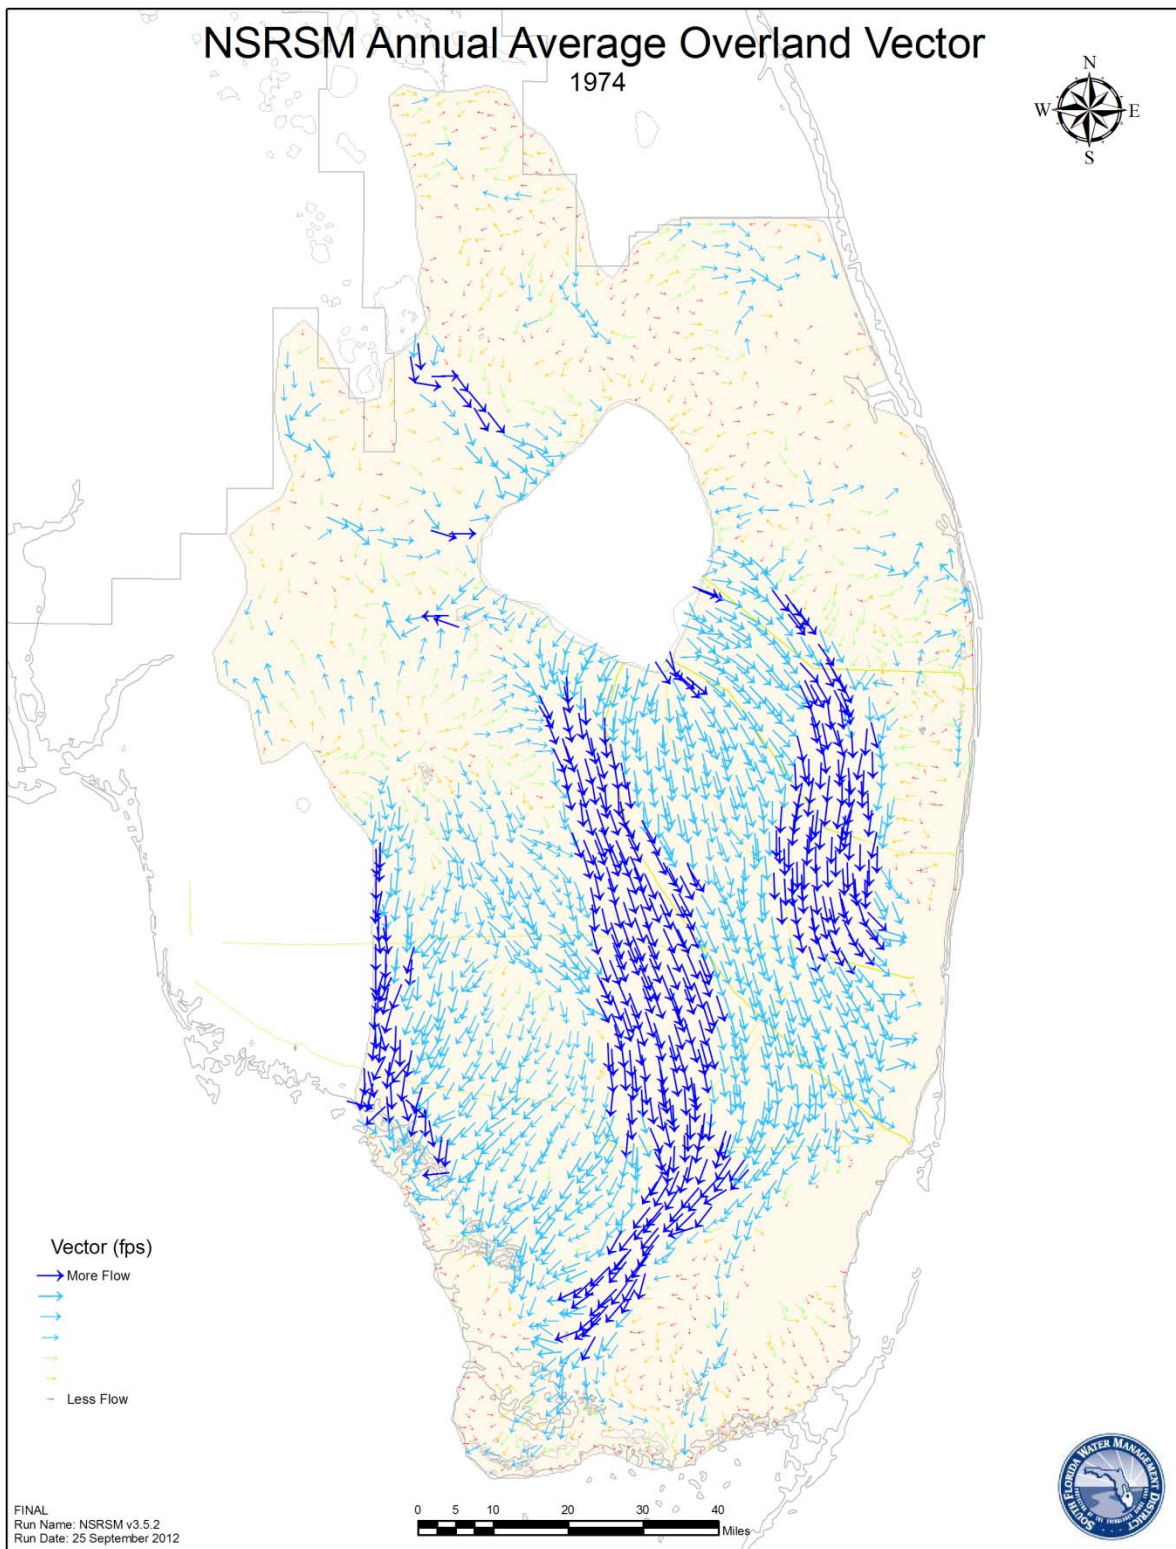 NSRSM Annual Average Overland Vector
1974
N
W E
S
Vector (fps)
More Flow
Less Flow
FINAL
Run Name: NSRSM v3.5.2
Run Date: 25 September 2012
0 5 10 20 30 40
Miles
SOUTH FLORIDA WATER MANAGEMENT DISTRICT